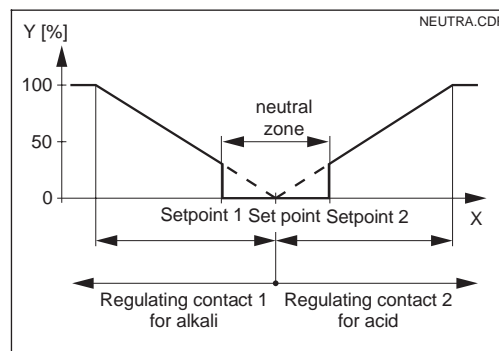 NEUTRA.CDR
Y [%]
100
neutral
zone
50
0
Setpoint 1 Set point Setpoint 2
X
Regulating contact 1
for alkali
Regulating contact 2
for acid